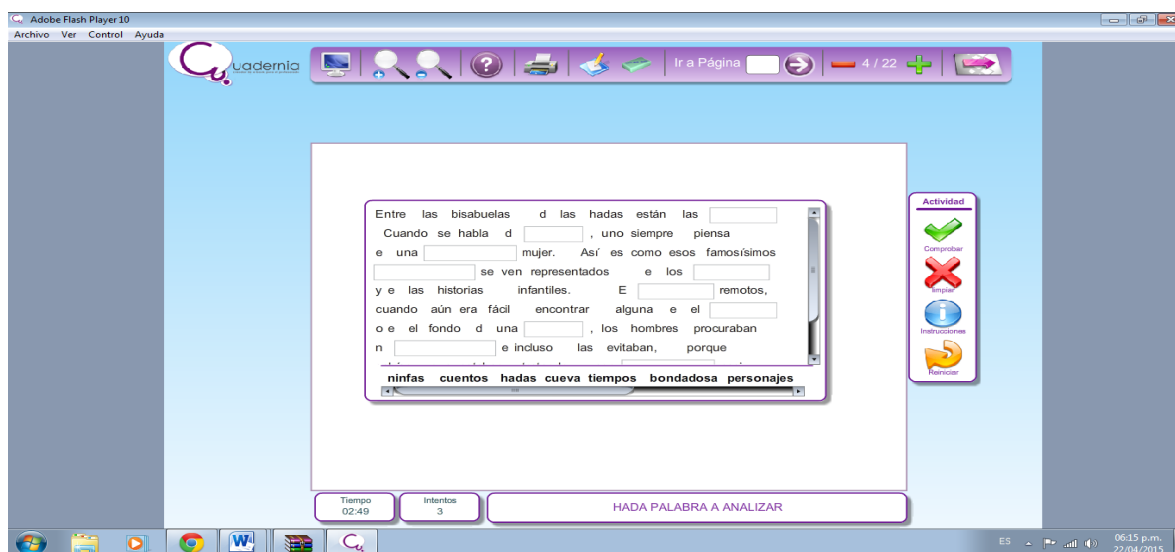 Adobe Flash Player 10
Archivo Ver Control Ayuda
Cuadernia
Ir a Página
4 / 22
Entre las bisabuelas d las hadas están las
Cuando se habla d , uno siempre piensa
e una mujer. Así es como esos famosísimos
se ven representados e los
y e las historias infantiles. E remotos,
cuando aún era fácil encontrar alguna e el
o e el fondo d una , los hombres procuraban
n e incluso las evitaban, porque
ninfas cuentos hadas cueva tiempos bondadosa personajes
Actividad
Comprobar
limpiar
Instrucciones
Reiniciar
Tiempo
02:49
Intentos
3
HADA PALABRA A ANALIZAR
ES
06:15 p.m.
22/04/2015